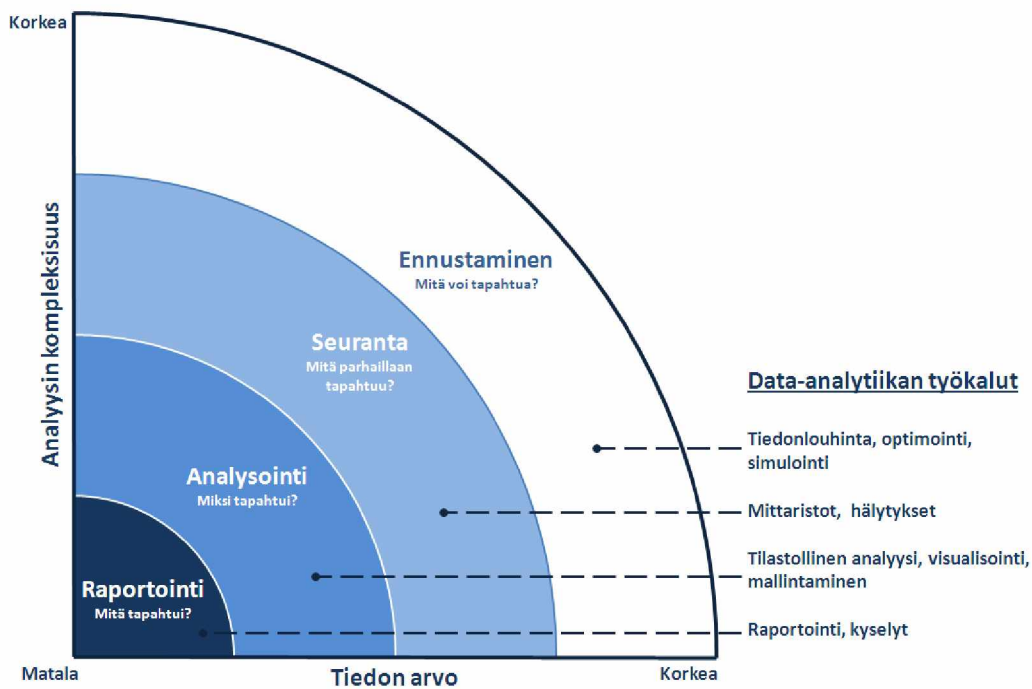 Korkea
Analyysin kompleksisuus
Ennustaminen
Mitä voi tapahtua?
Seuranta
Mitä parhaillaan
tapahtuu?
Analysointi
Miksi tapahtui?
Raportointi
Mitä tapahtui?
Data-analytiikan työkalut
Tiedonlouhinta, optimointi,
simulointi
Mittaristot, hälytykset
Tilastollinen analyysi, visualisointi,
mallintaminen
Raportointi, kyselyt
Matala
Tiedon arvo
Korkea